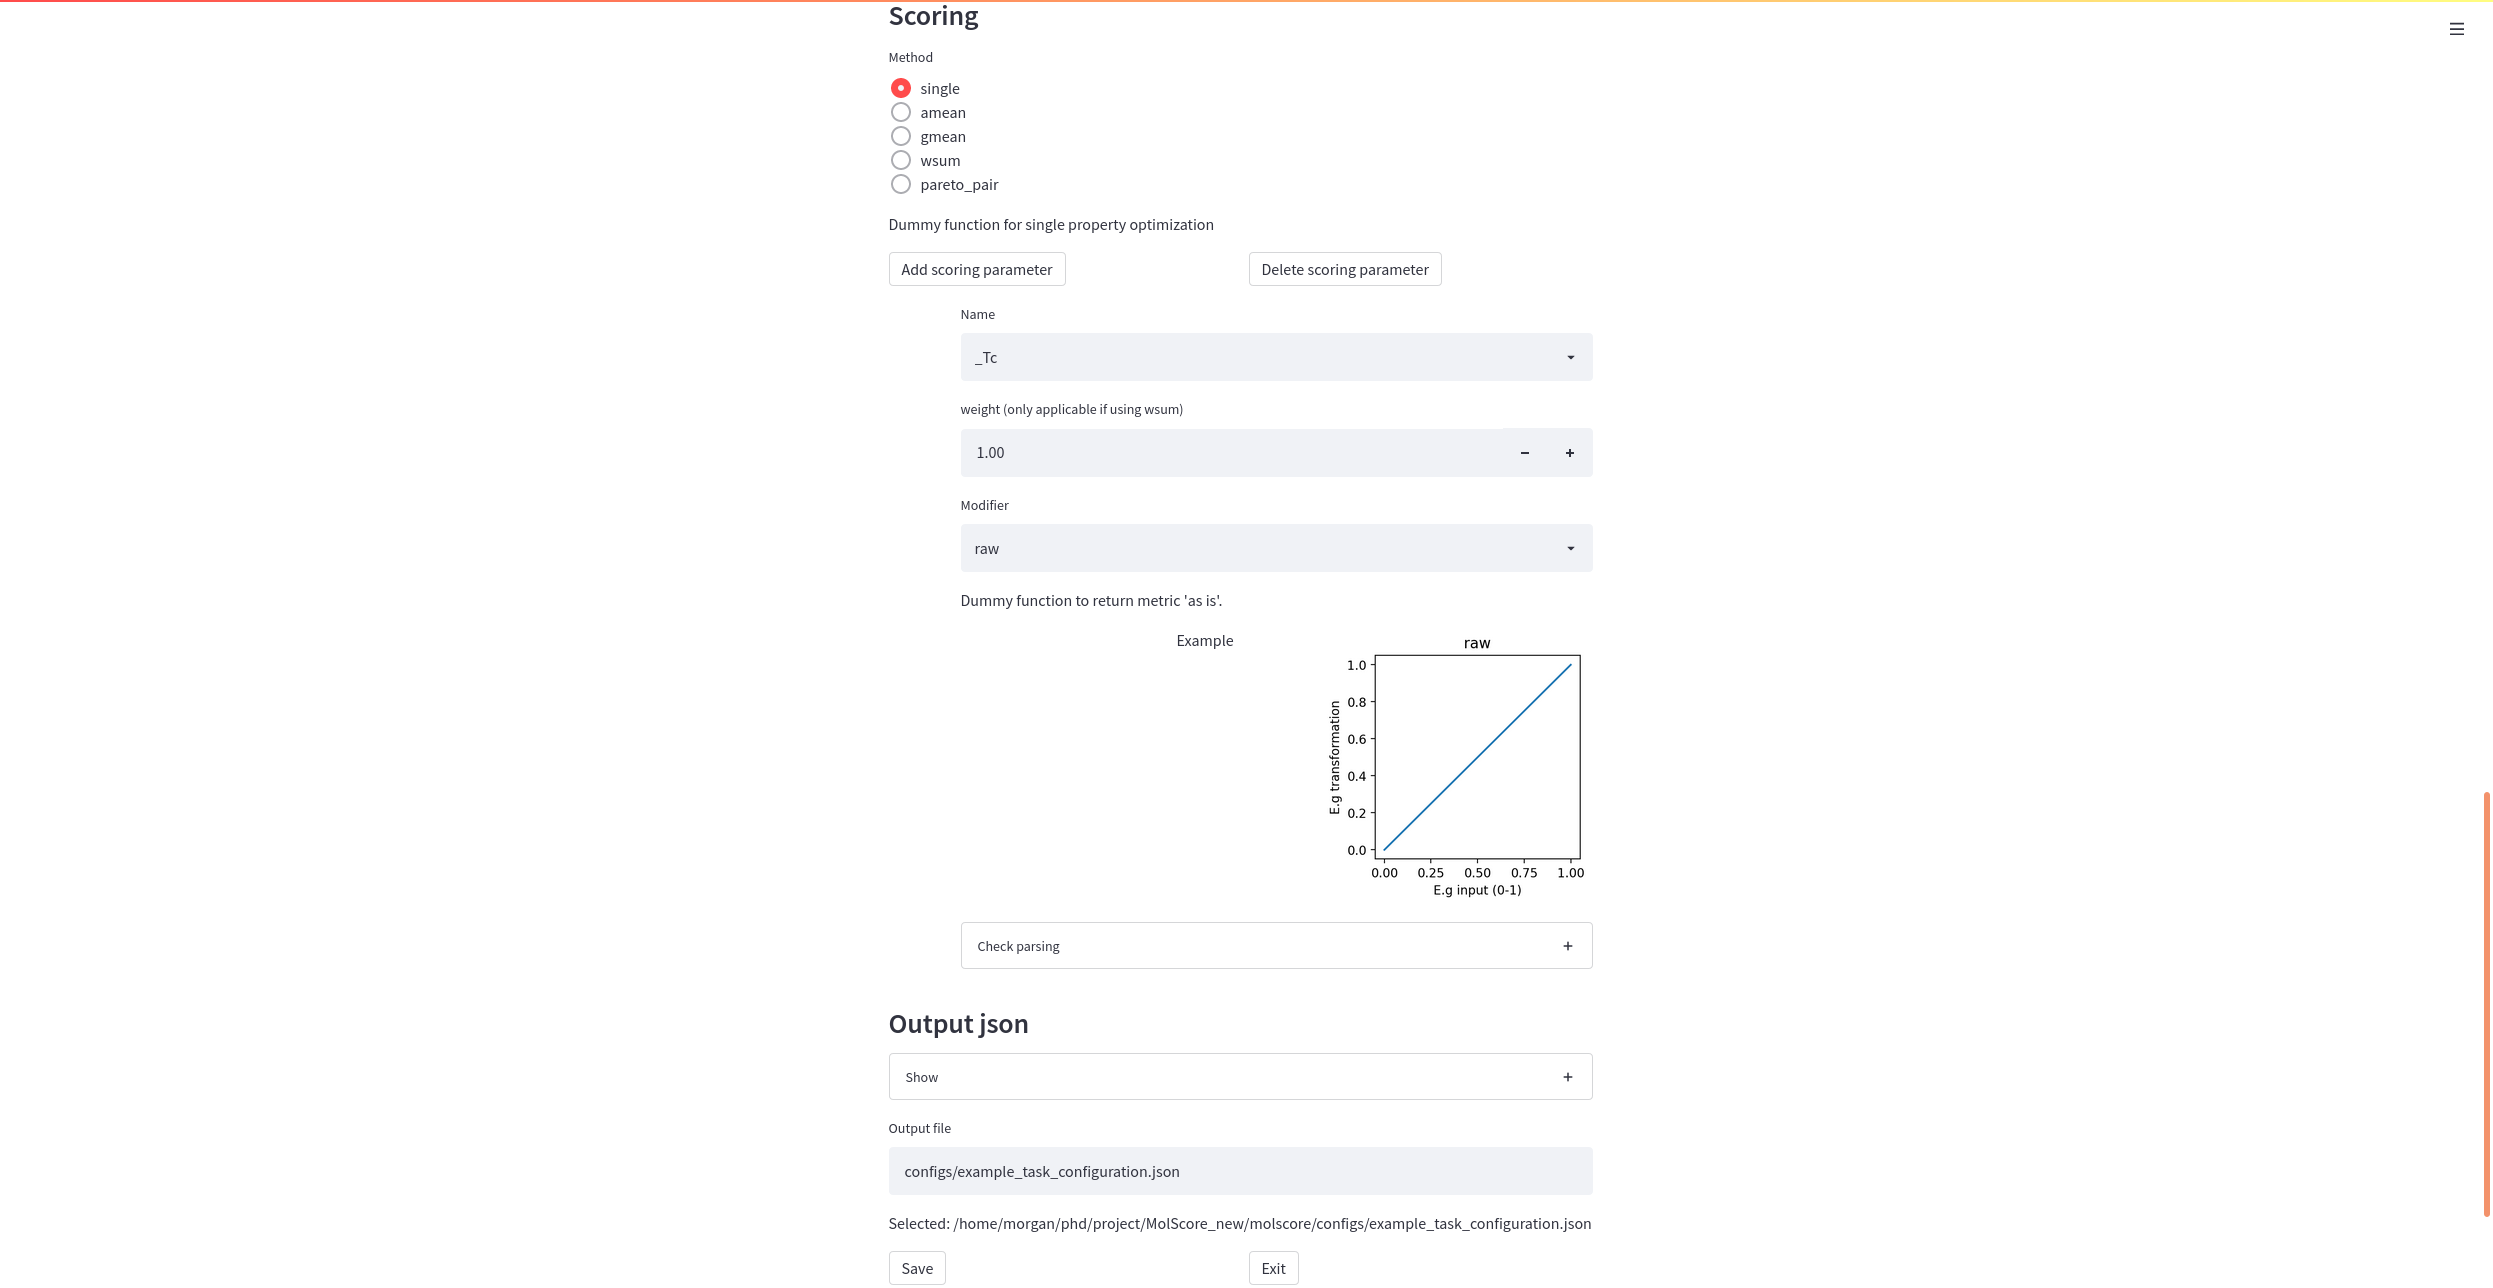 Scoring
Method
single
amean
gmean
wsum
pareto_pair
Dummy function for single property optimization
Add scoring parameter
Delete scoring parameter
Name
_Tc
weight (only applicable if using wsum)
1.00
Modifier
raw
Dummy function to return metric 'as is'.
Example
raw
1.0
0.8
0.6
0.4
0.2
0.0
E.g transformation
0.00 0.25 0.50 0.75 1.00
E.g input (0-1)
Check parsing
Output json
Show
Output file
configs/example_task_configuration.json
Selected: /home/morgan/phd/project/MolScore_new/molscore/configs/example_task_configuration.json
Save
Exit